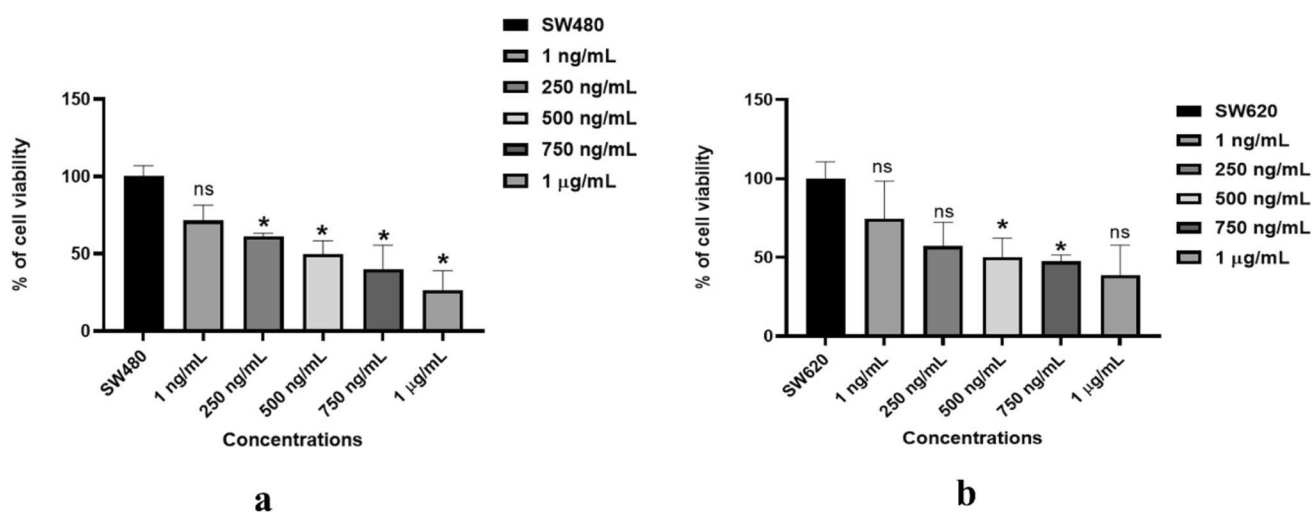 SW480
1 ng/mL
250 ng/mL
500 ng/mL
750 ng/mL
1 μg/mL
150
100
50
0
% of cell viability
ns
*
*
*
*
SW480
1 ng/mL
250 ng/mL
500 ng/mL
750 ng/mL
1 μg/mL
Concentrations
a
SW620
1 ng/mL
250 ng/mL
500 ng/mL
750 ng/mL
1 μg/mL
150
100
50
0
% of cell viability
ns
ns
*
*
ns
SW620
1 ng/mL
250 ng/mL
500 ng/mL
750 ng/mL
1 μg/mL
Concentrations
b